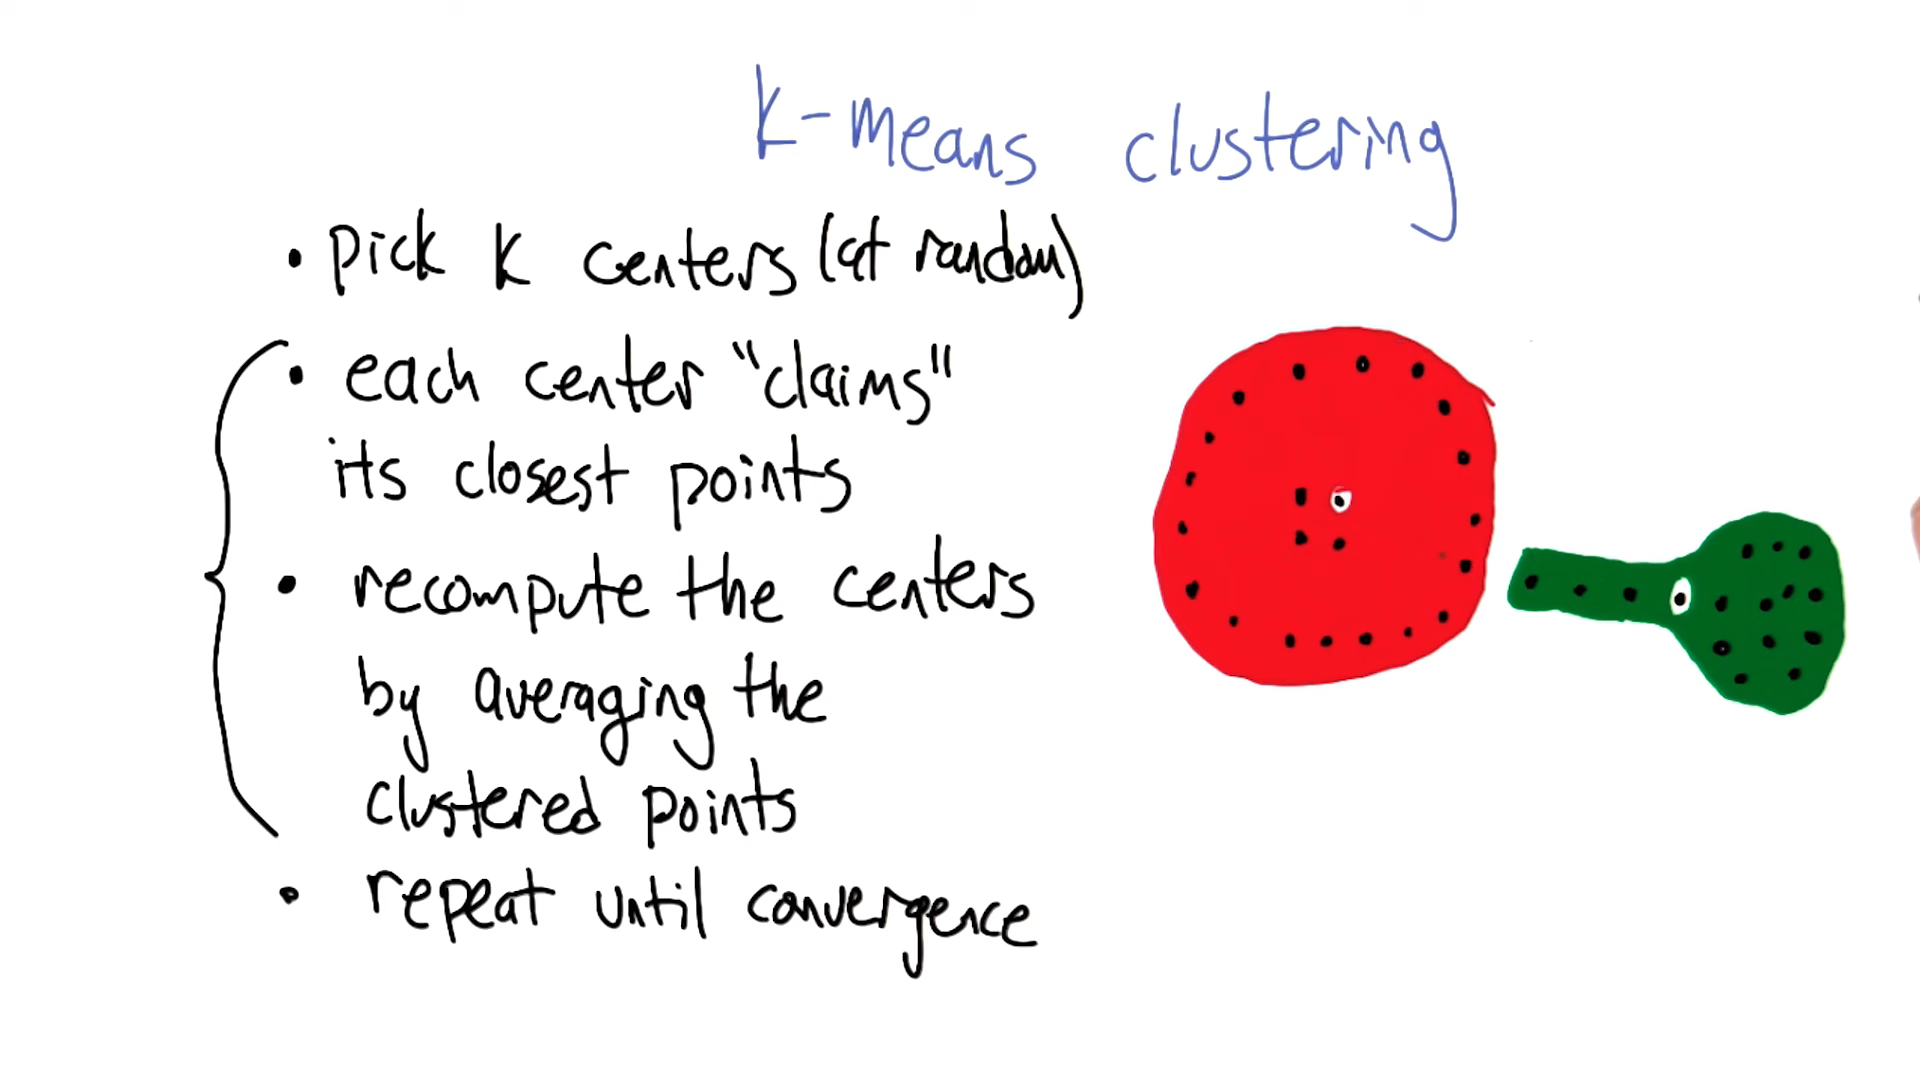 k-means clustering
• pick k centers (at random)
• each center "claims"
its closest points
• recompute the centers
by averaging the
clustered points
• repeat until convergence